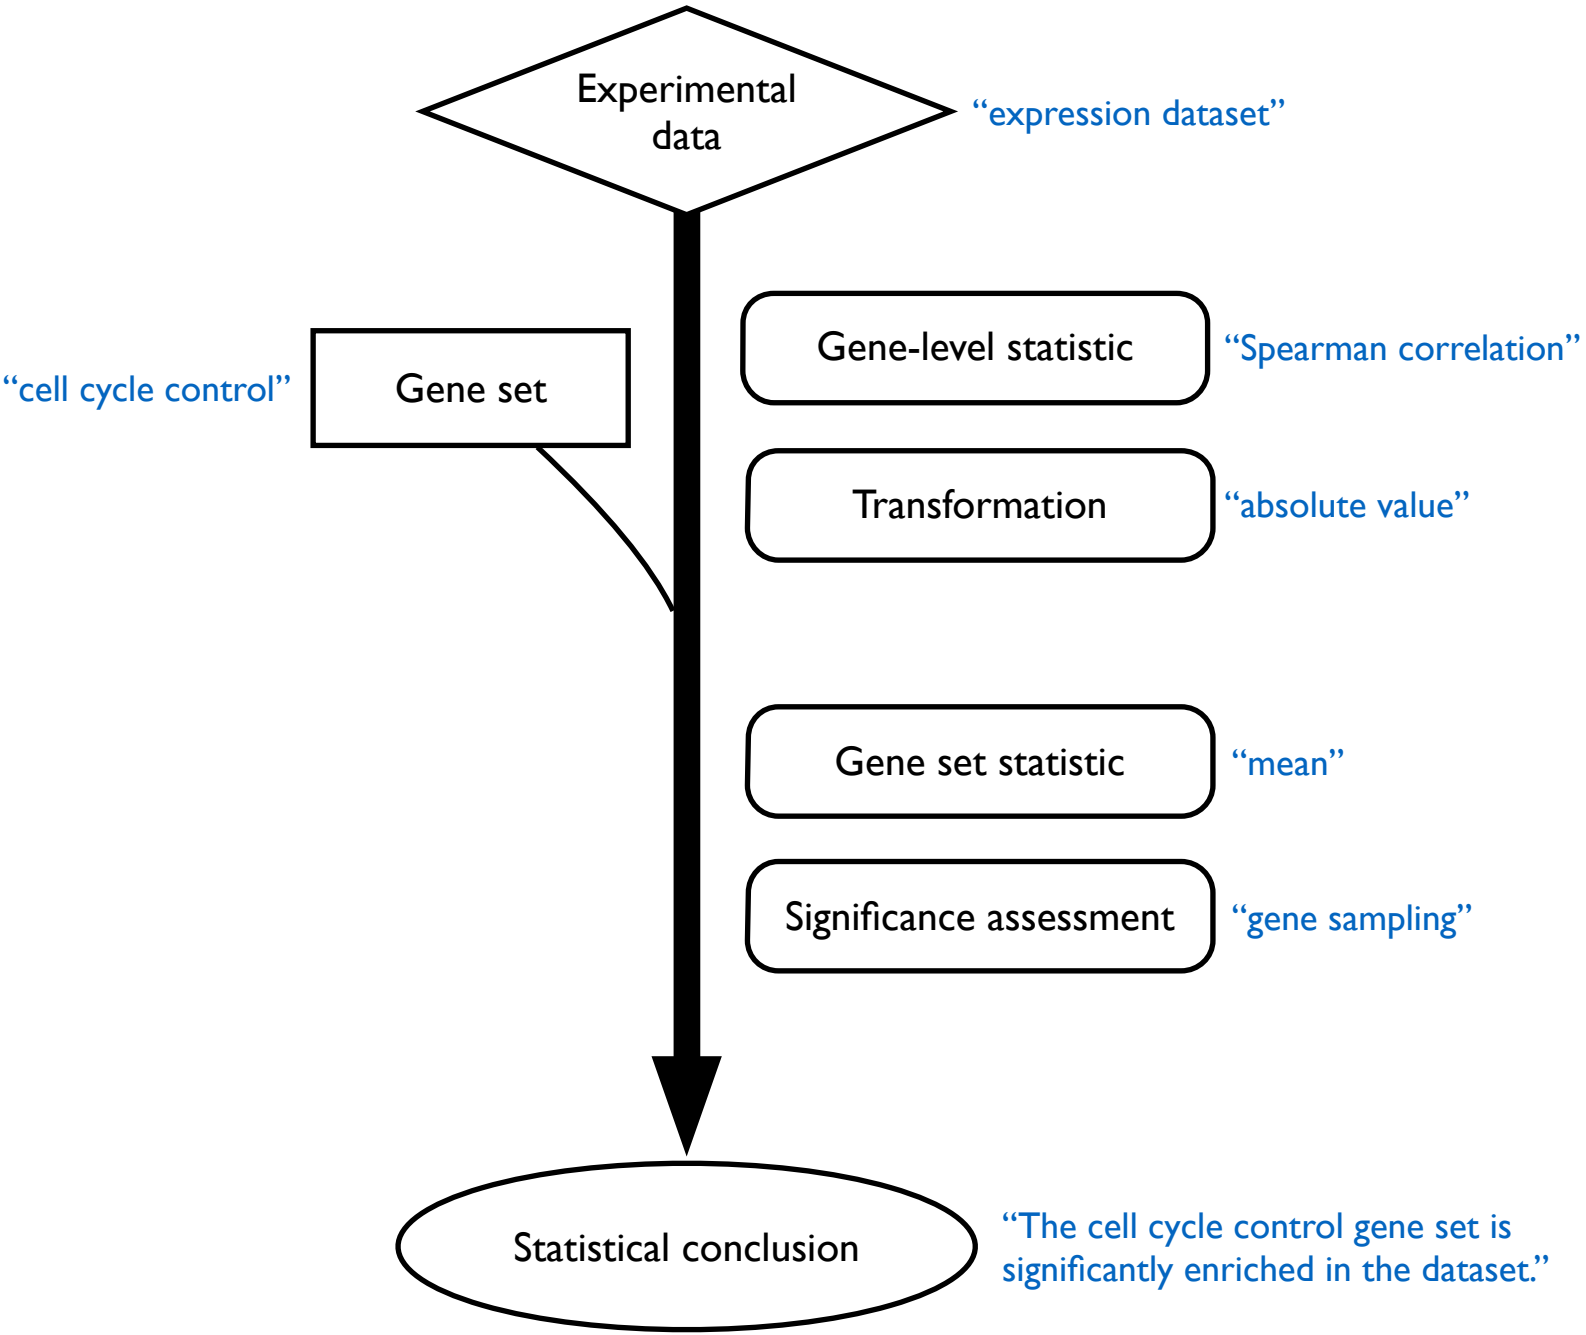 Experimental
data
“expression dataset”
Gene-level statistic
“Spearman correlation”
“cell cycle control”
Gene set
Transformation
“absolute value”
Gene set statistic
“mean”
Significance assessment
“gene sampling”
Statistical conclusion
“The cell cycle control gene set is
significantly enriched in the dataset.”